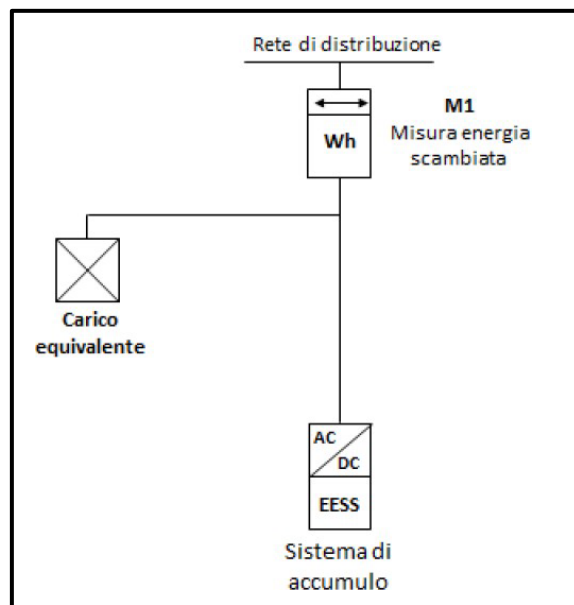 Rete di distribuzione
M1
Wh
Misura energia
scambiata
Carico
equivalente
AC
DC
EESS
Sistema di
accumulo